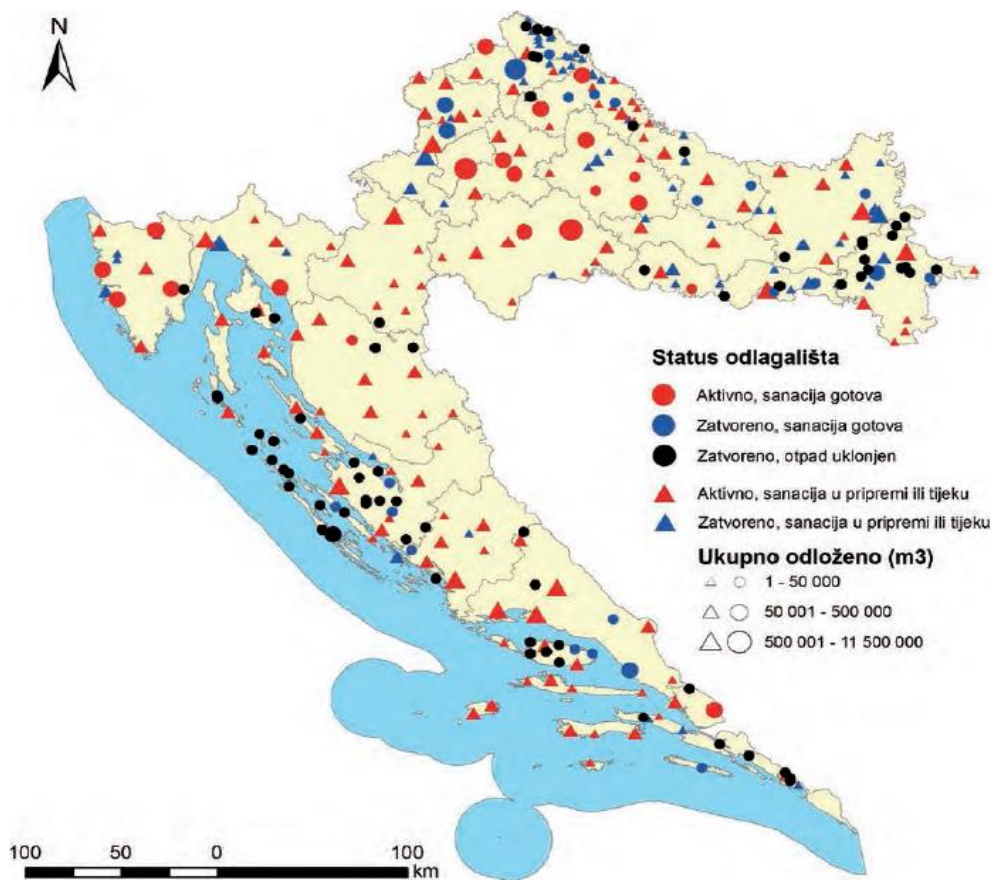 N
Status odlagališta
Aktivno, sanacija gotova
Zatvoreno, sanacija gotova
Zatvoreno, otpad uklonjen
Aktivno, sanacija u pripremi ili tijeku
Zatvoreno, sanacija u pripremi ili tijeku
Ukupno odloženo (m3)
1 - 50 000
50 001 - 500 000
500 001 - 11 500 000
100 50 0 100
km